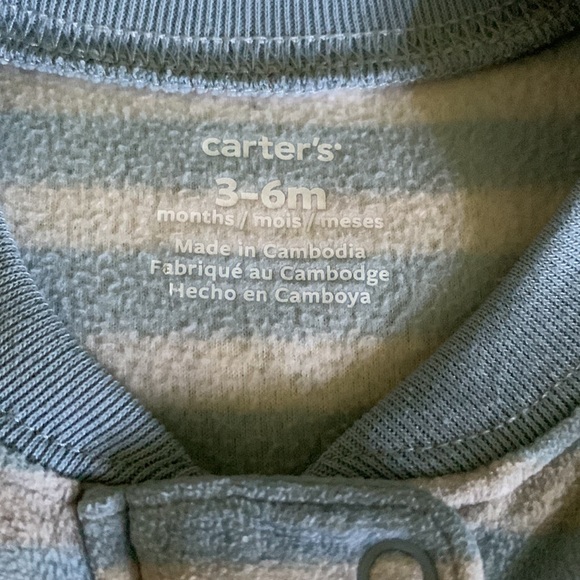 carter's
3-6m
months / mois / meses
Made in Cambodia
Fabriqué au Cambodge
Hecho en Camboya